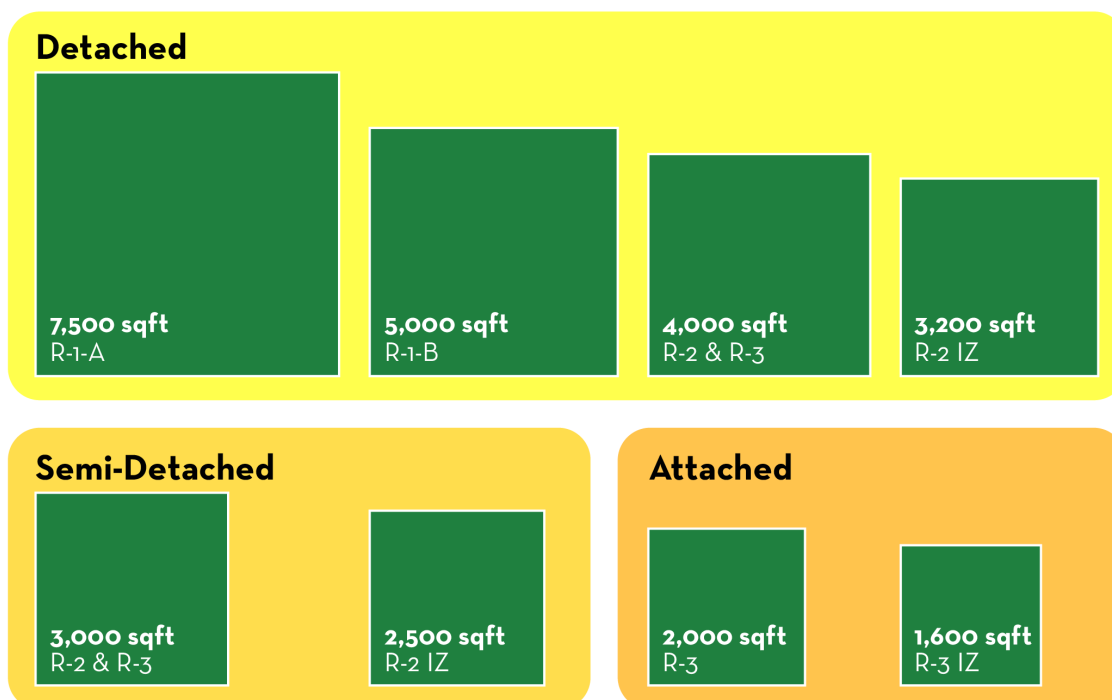 Detached
7,500 sqft
R-1-A
5,000 sqft
R-1-B
4,000 sqft
R-2 & R-3
3,200 sqft
R-2 IZ
Semi-Detached
3,000 sqft
R-2 & R-3
2,500 sqft
R-2 IZ
Attached
2,000 sqft
R-3
1,600 sqft
R-3 IZ